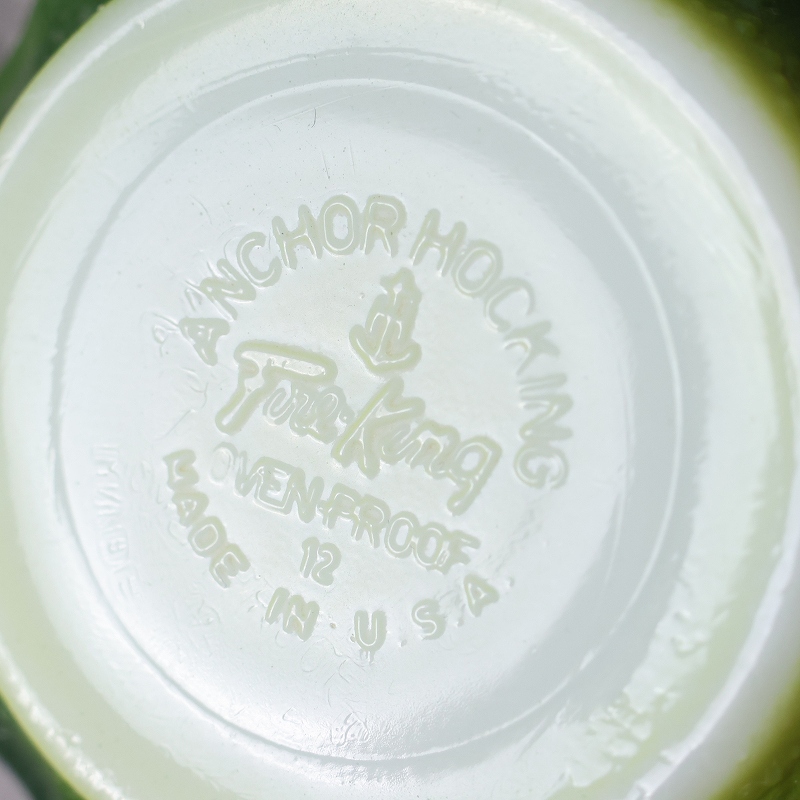 ANCHOR HOCKING
Fire-King
OVEN-PROOF
12
MADE IN U.S.A.